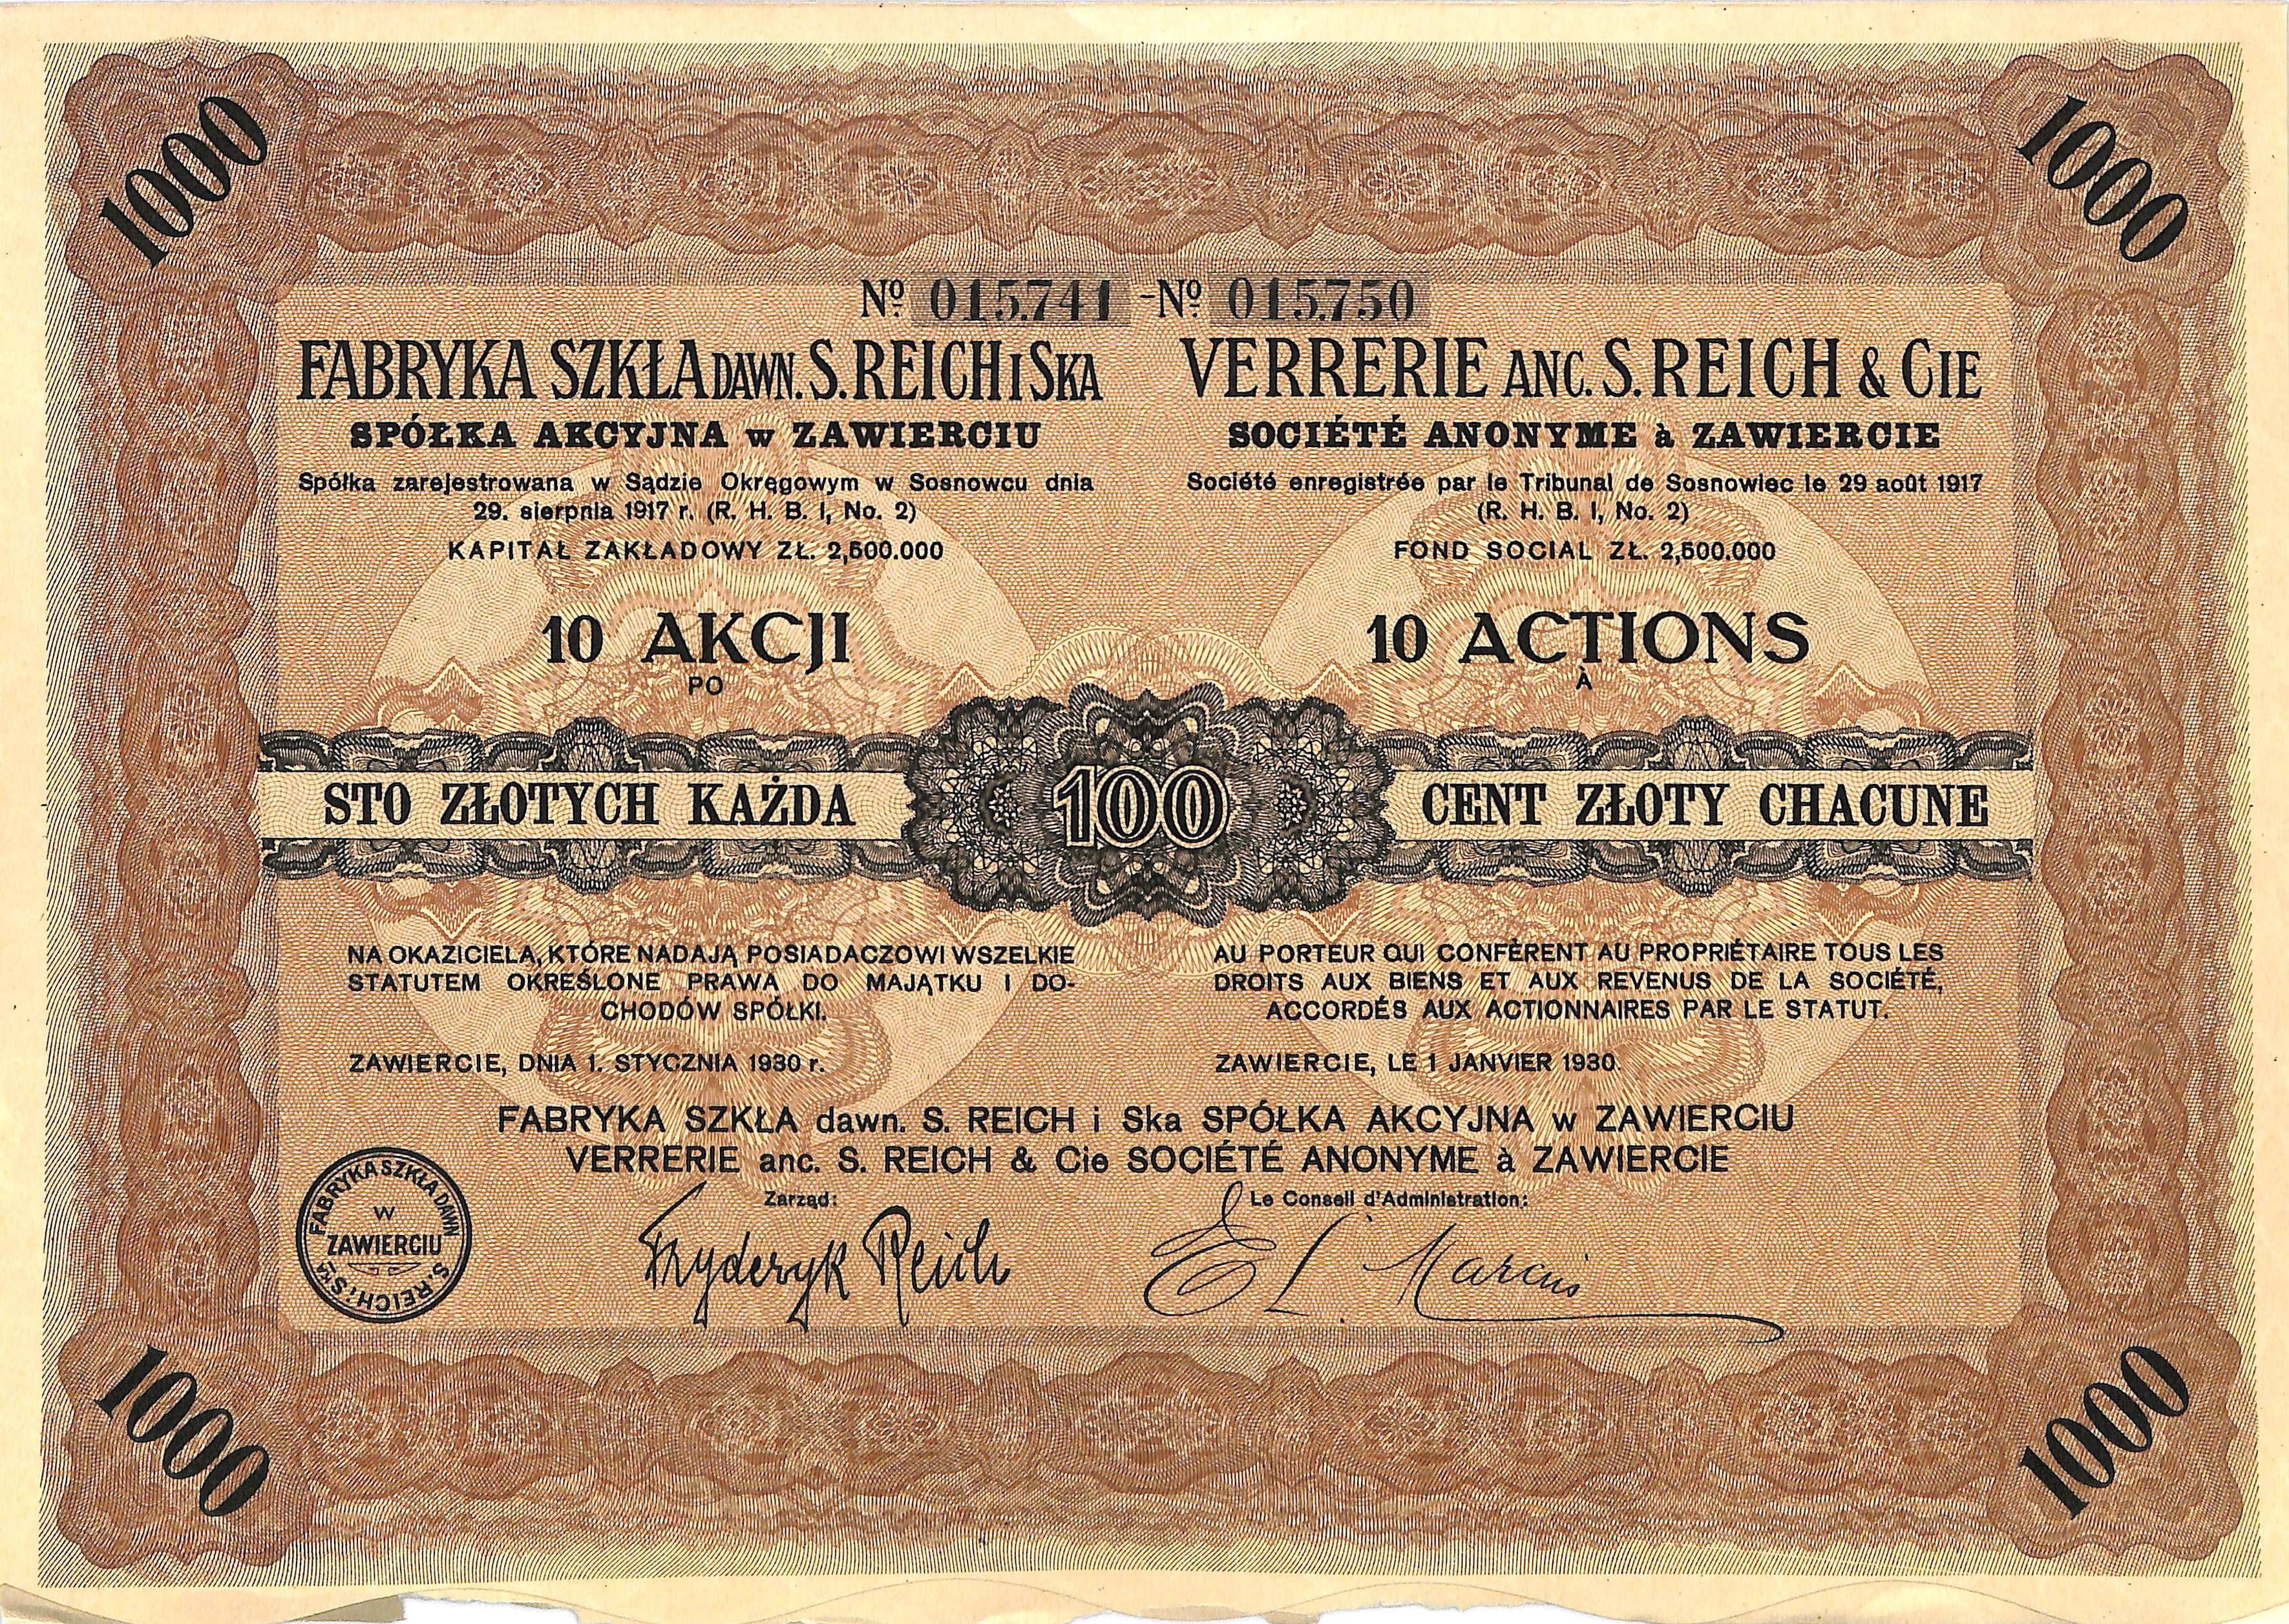 1000
1000
Nº 015.741 - Nº 015.750
FABRYKA SZKŁA DAWN. S. REICH I SKA
SPÓŁKA AKCYJNA w ZAWIERCIU
Spółka zarejestrowana w Sądzie Okręgowym w Sosnowcu dnia
29. sierpnia 1917 r. (R. H. B. I, No. 2)
KAPITAŁ ZAKŁADOWY ZŁ. 2,500.000
10 AKCJI
PO
STO ZŁOTYCH KAŻDA
NA OKAZICIELA, KTÓRE NADAJĄ POSIADACZOWI WSZELKIE
STATUTEM OKREŚLONE PRAWA DO MAJĄTKU I DO-
CHODÓW SPÓŁKI.
ZAWIERCIE, DNIA 1. STYCZNIA 1930 r.
100
VERRERIE ANC. S. REICH & CIE
SOCIÉTÉ ANONYME à ZAWIERCIE
Société enregistrée par le Tribunal de Sosnowiec le 29 août 1917
(R. H. B. I, No. 2)
FOND SOCIAL ZŁ. 2,500.000
10 ACTIONS
À
CENT ZŁOTY CHACUNE
AU PORTEUR QUI CONFÈRENT AU PROPRIÉTAIRE TOUS LES
DROITS AUX BIENS ET AUX REVENUS DE LA SOCIÉTÉ,
ACCORDÉS AUX ACTIONNAIRES PAR LE STATUT.
ZAWIERCIE, LE 1 JANVIER 1930.
FABRYKA SZKŁA dawn. S. REICH i Ska SPÓŁKA AKCYJNA w ZAWIERCIU
VERRERIE anc. S. REICH & Cie SOCIÉTÉ ANONYME à ZAWIERCIE
Zarząd:
Le Conseil d'Administration:
FABRYKA SZKŁA DAWN. S. REICH i SKA
W
ZAWIERCIU
Fryderyk Reich
E L. Marcus
1000
1000